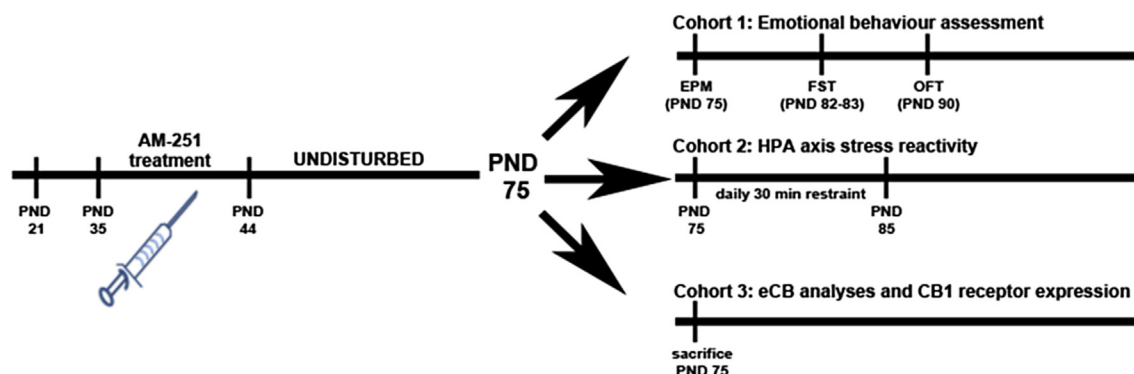 Cohort 1: Emotional behaviour assessment
EPM
(PND 75)
FST
(PND 82-83)
OFT
(PND 90)
AM-251
treatment
UNDISTURBED
PND
21
PND
35
PND
44
PND
75
Cohort 2: HPA axis stress reactivity
daily 30 min restraint
PND
75
PND
85
Cohort 3: eCB analyses and CB1 receptor expression
sacrifice
PND 75